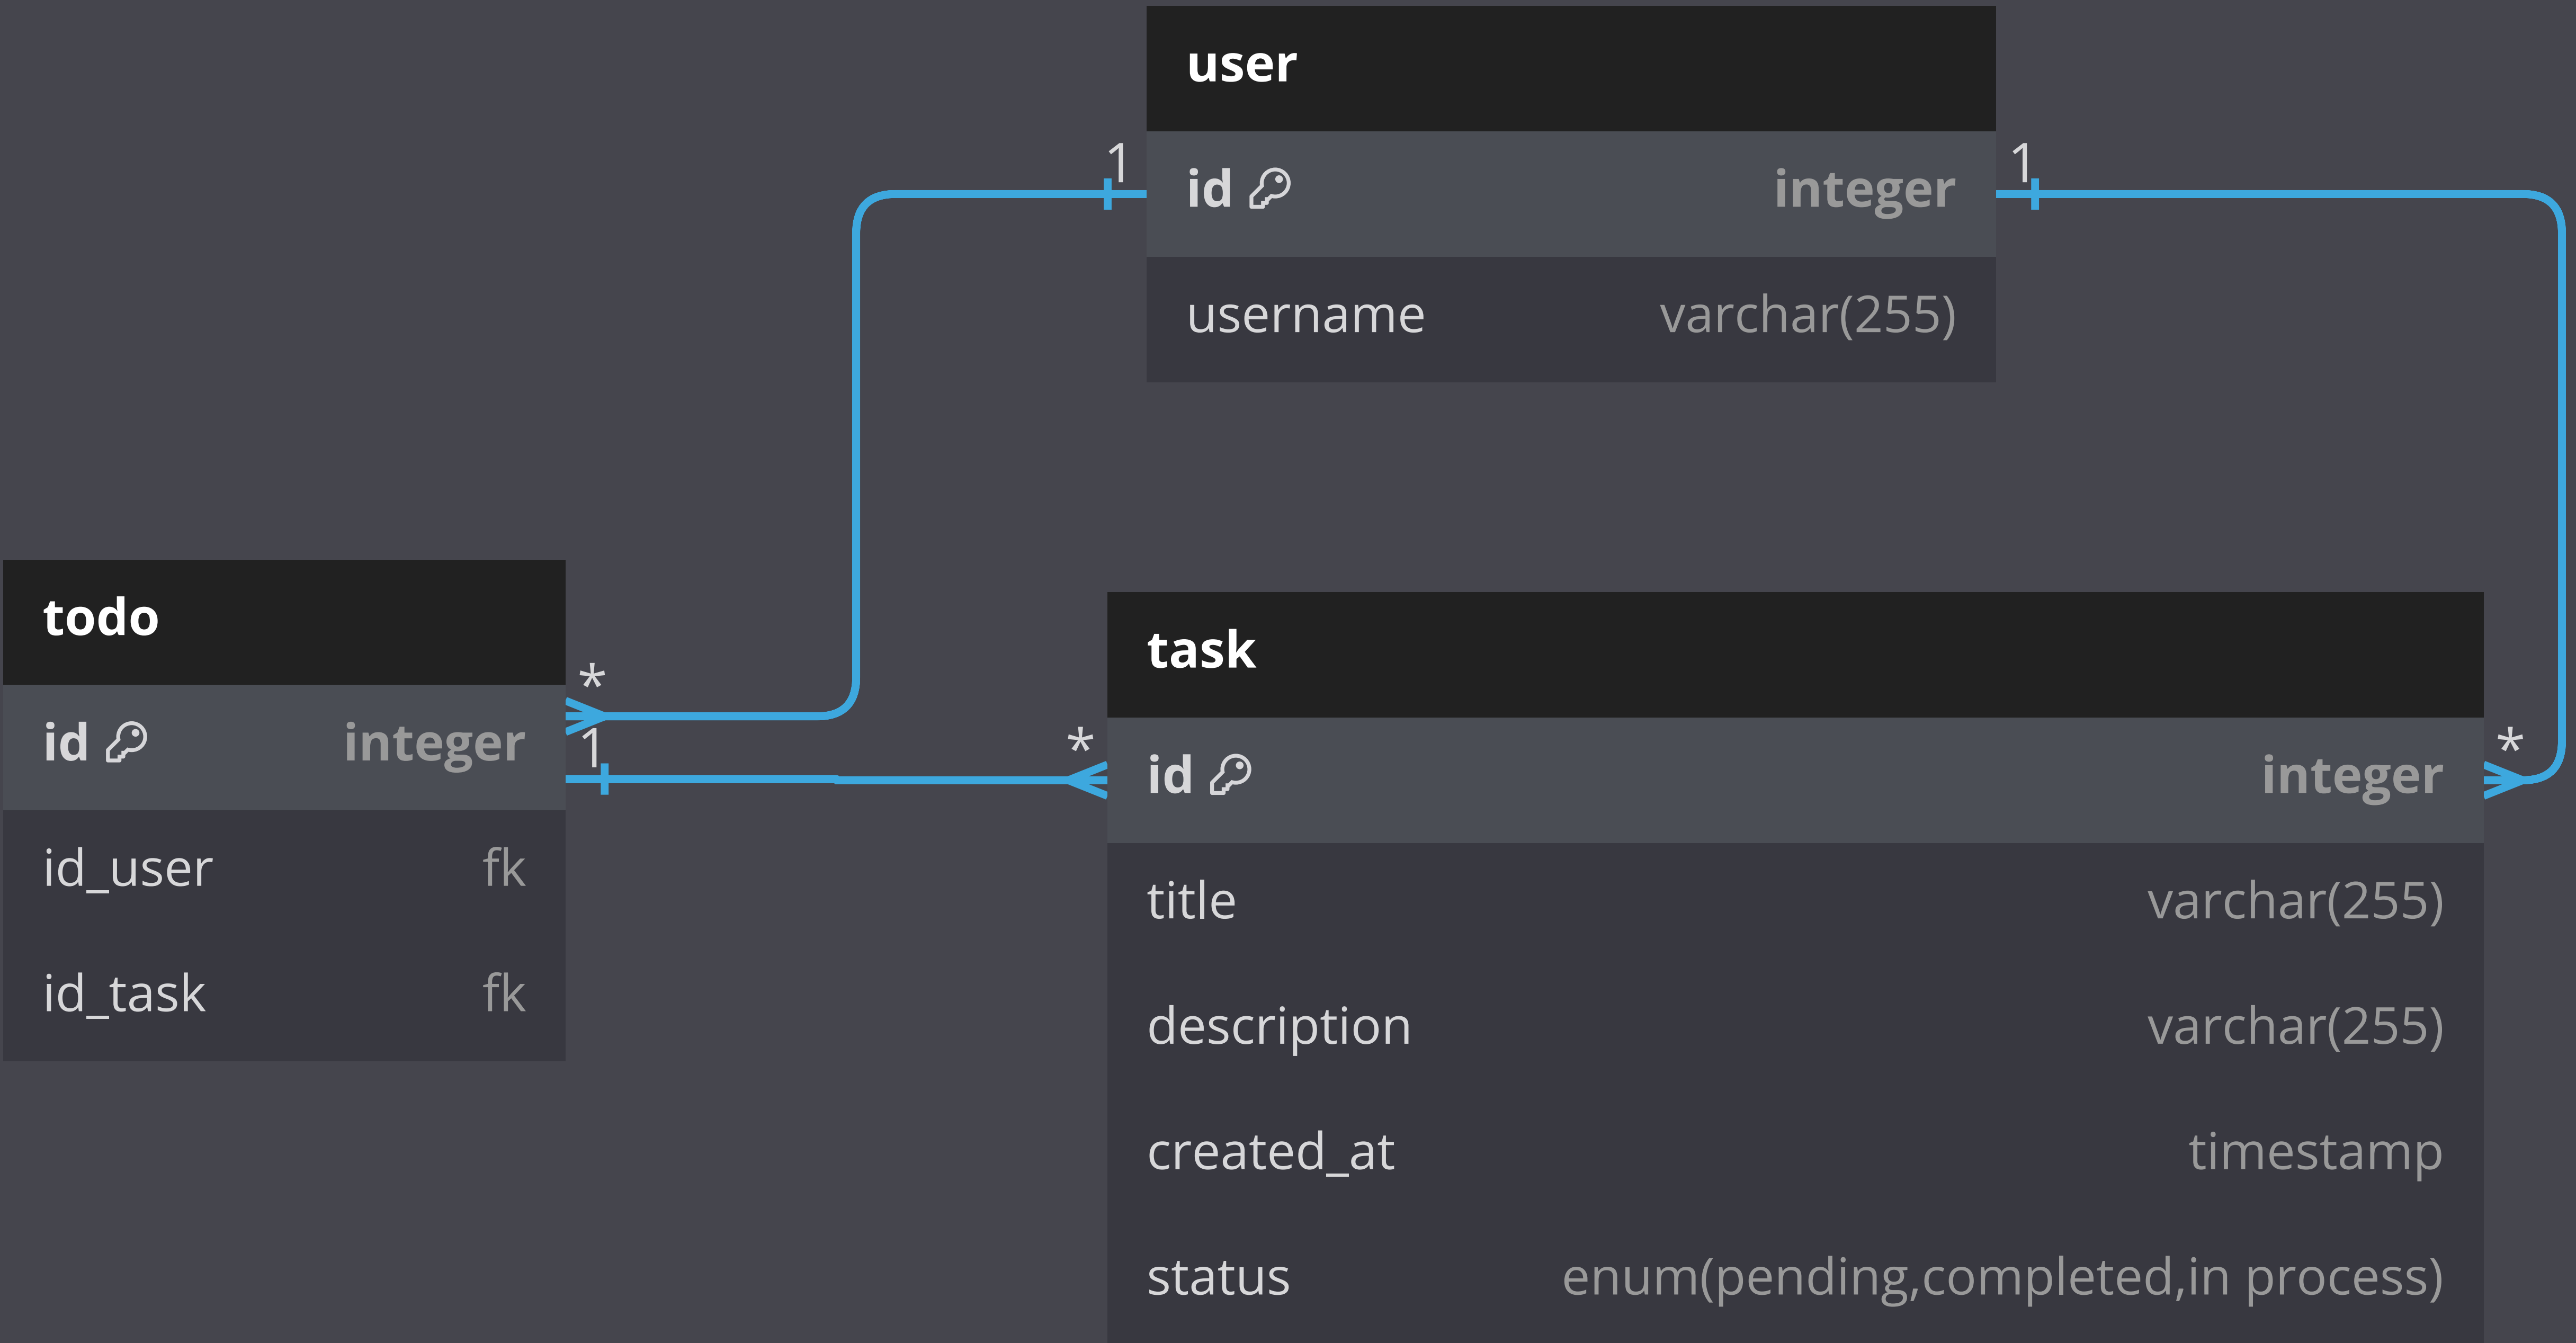 user
1
id integer
1
username varchar(255)
todo
*
id integer
1
id_user fk
id_task fk
task
*
id integer
*
title varchar(255)
description varchar(255)
created_at timestamp
status enum(pending,completed,in process)